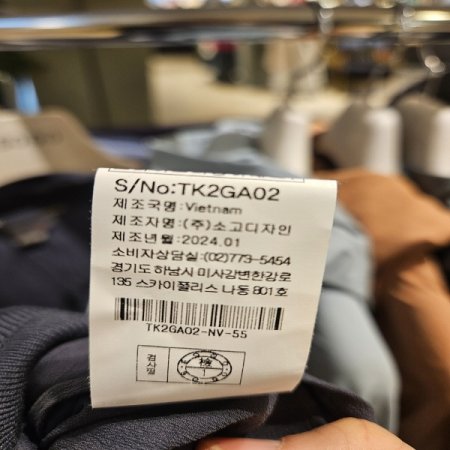 S/No:TK2GA02
제조국명:Vietnam
제조자명:(주)소고디자인
제조년월:2024.01
소비자상담실:(02)773-5454
경기도 하남시 미사강변한강로
135 스카이폴리스 나동 801호
TK2GA02-NV-55
검사필
檢